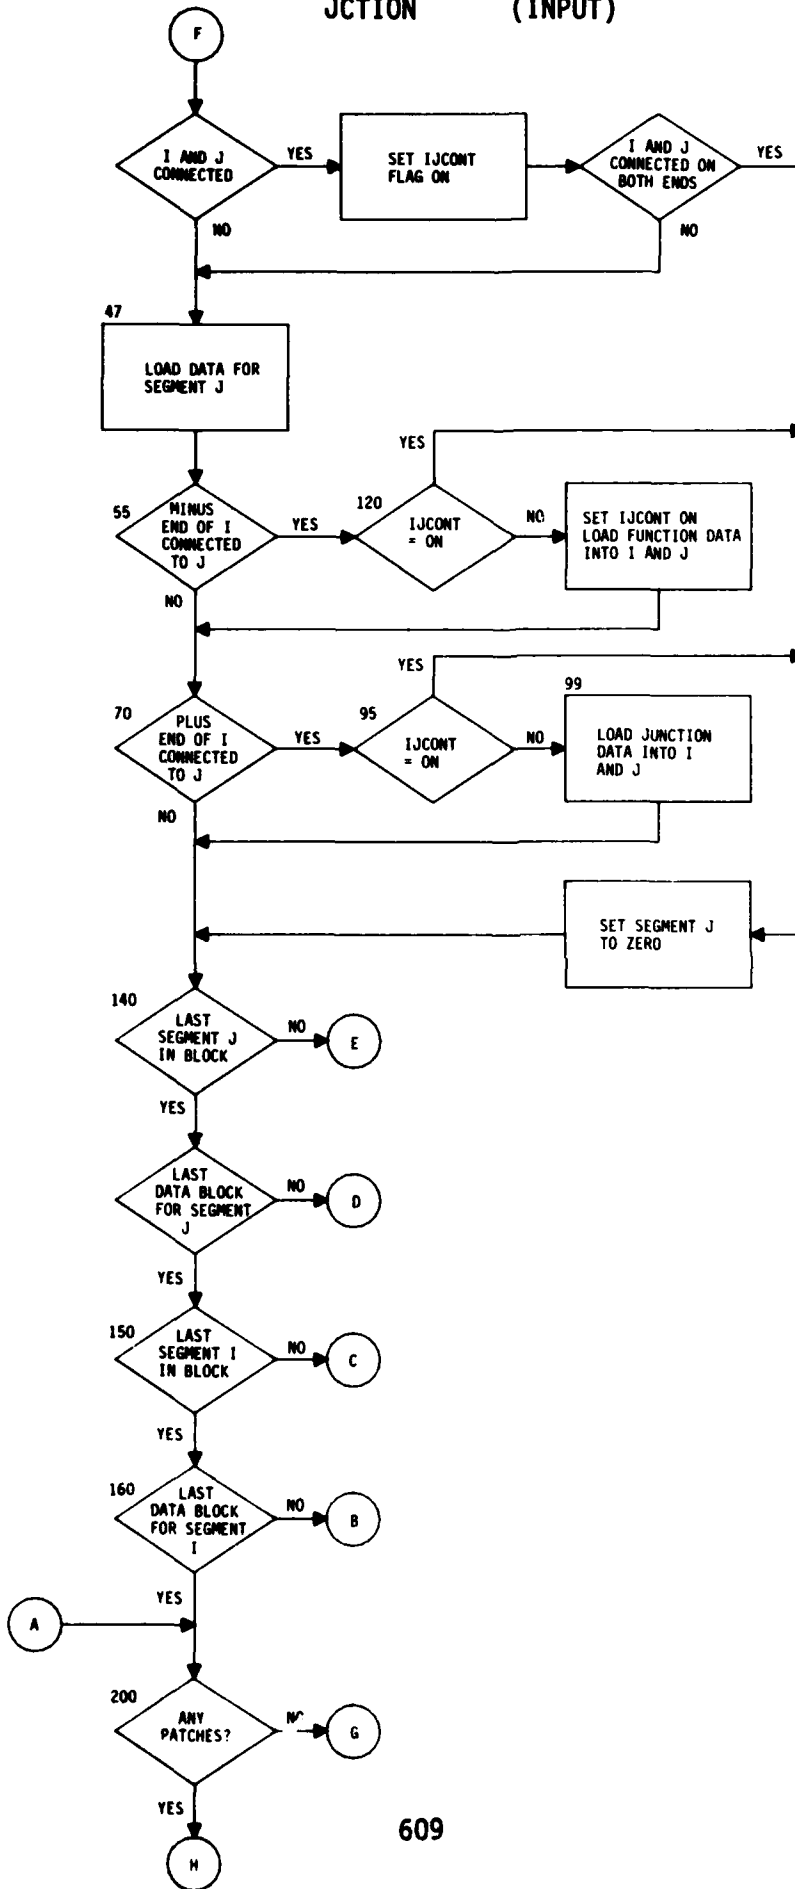 JCTION (INPUT)
F
I AND J
CONNECTED
YES
SET IJCONT
FLAG ON
I AND J
CONNECTED ON
BOTH ENDS
YES
NO
NO
47
LOAD DATA FOR
SEGMENT J
YES
55
MINUS
END OF I
CONNECTED
TO J
YES
120
IJCONT
= ON
NO
SET IJCONT ON
LOAD FUNCTION DATA
INTO I AND J
NO
YES
70
PLUS
END OF I
CONNECTED
TO J
YES
95
IJCONT
= ON
NO
99
LOAD JUNCTION
DATA INTO I
AND J
NO
SET SEGMENT J
TO ZERO
140
LAST
SEGMENT J
IN BLOCK
NO
E
YES
LAST
DATA BLOCK
FOR SEGMENT
J
NO
D
YES
150
LAST
SEGMENT I
IN BLOCK
NO
C
YES
160
LAST
DATA BLOCK
FOR SEGMENT
I
NO
B
YES
A
200
ANY
PATCHES?
NO
G
YES
H
609